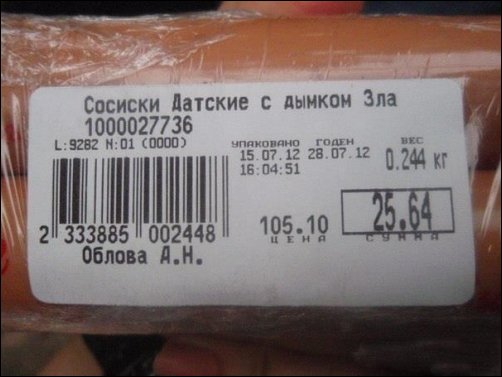 Сосиски Датские с дымком Зла
1000027736
L:9282 N:01 (0000)
УПАКОВАНО ГОДЕН ВЕС
15.07.12 28.07.12 0.244 кг
16:04:51
105.10 25.64
ЦЕНА СУММА
2 333885 002448
Облова А.Н.